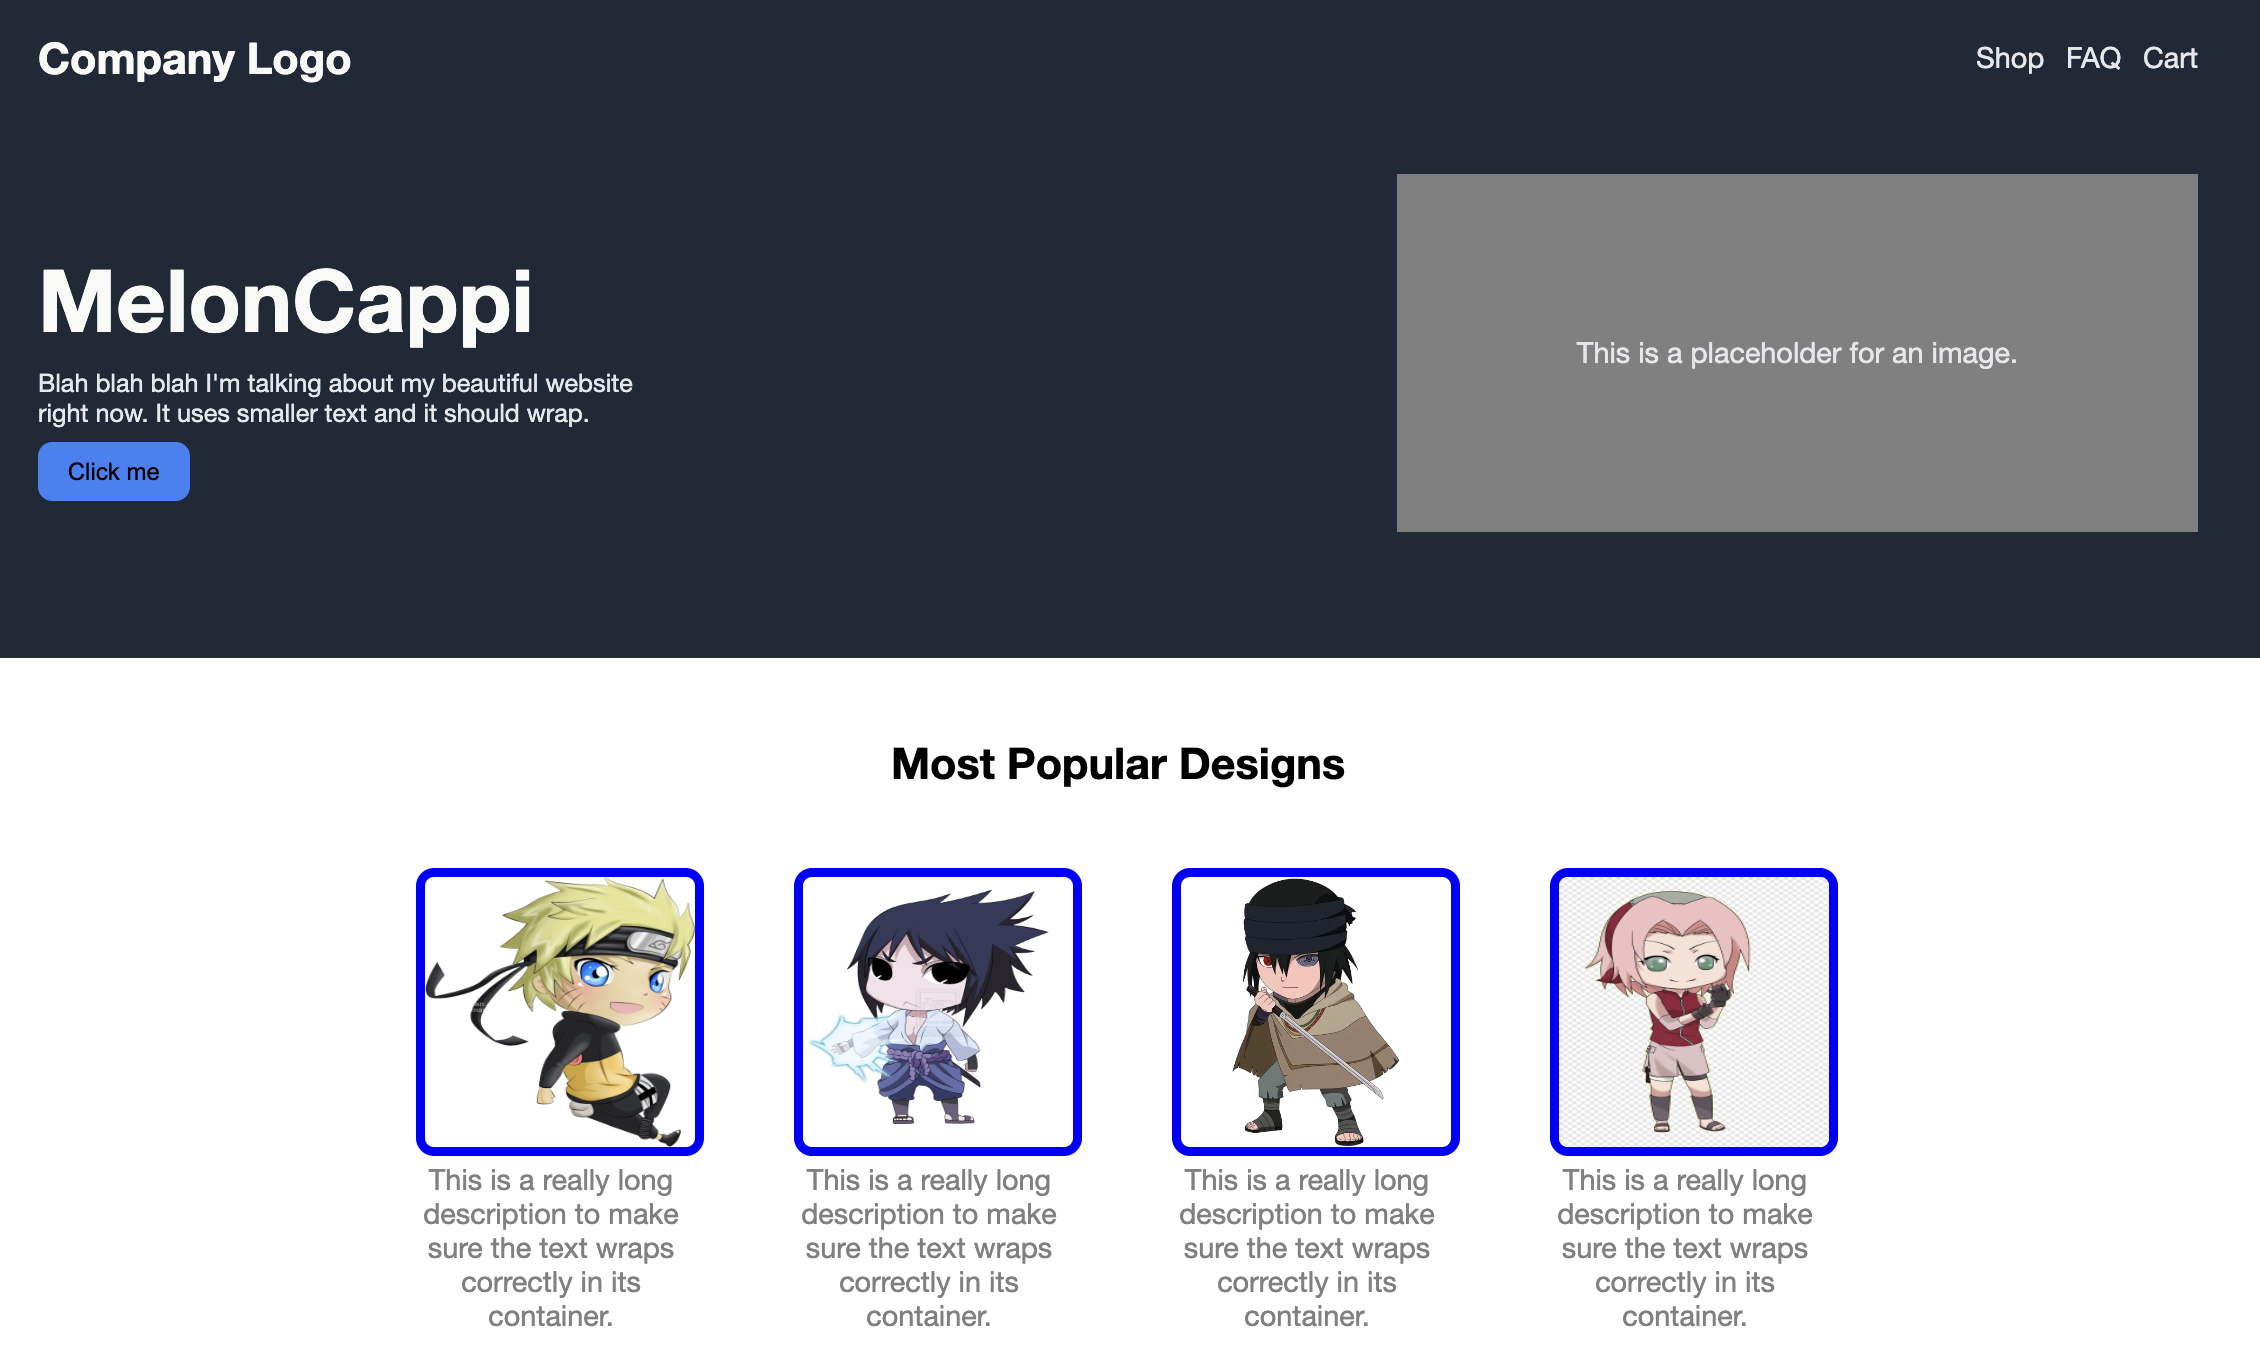 Company Logo
Shop FAQ Cart
MelonCappi
Blah blah blah I'm talking about my beautiful website
right now. It uses smaller text and it should wrap.
Click me
This is a placeholder for an image.
Most Popular Designs
This is a really long
description to make
sure the text wraps
correctly in its
container.
This is a really long
description to make
sure the text wraps
correctly in its
container.
This is a really long
description to make
sure the text wraps
correctly in its
container.
This is a really long
description to make
sure the text wraps
correctly in its
container.